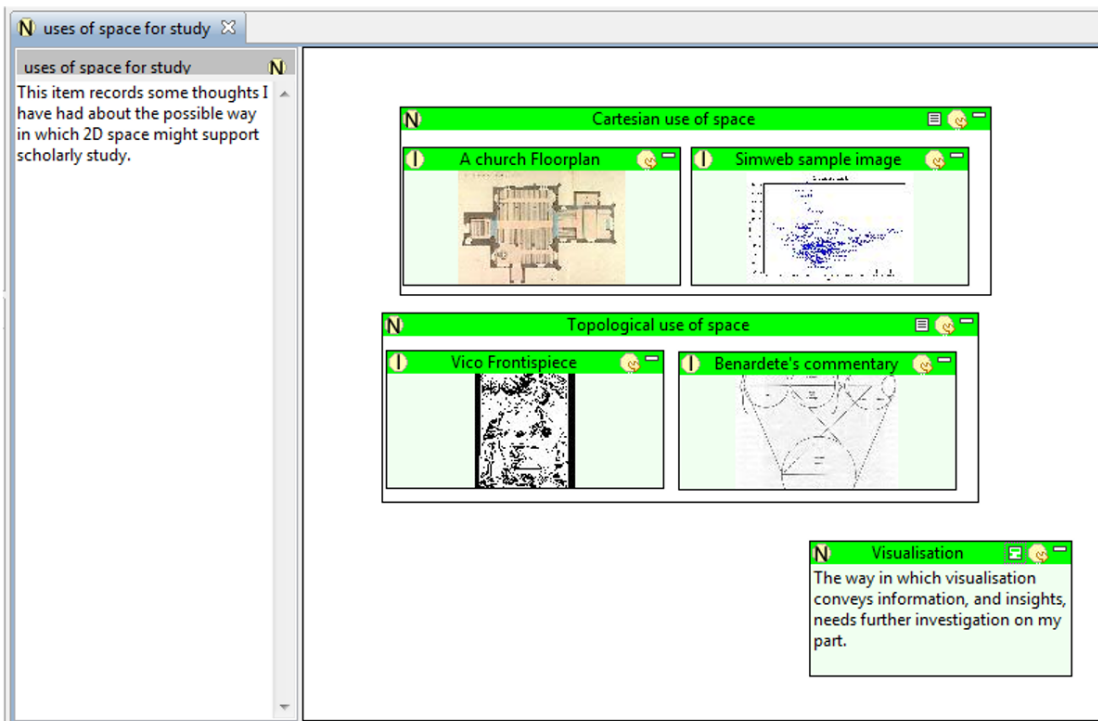 N uses of space for study
uses of space for study N
This item records some thoughts I
have had about the possible way
in which 2D space might support
scholarly study.
N Cartesian use of space
I A church Floorplan
I Simweb sample image
N Topological use of space
I Vico Frontispiece
I Benardete's commentary
N Visualisation
The way in which visualisation
conveys information, and insights,
needs further investigation on my
part.